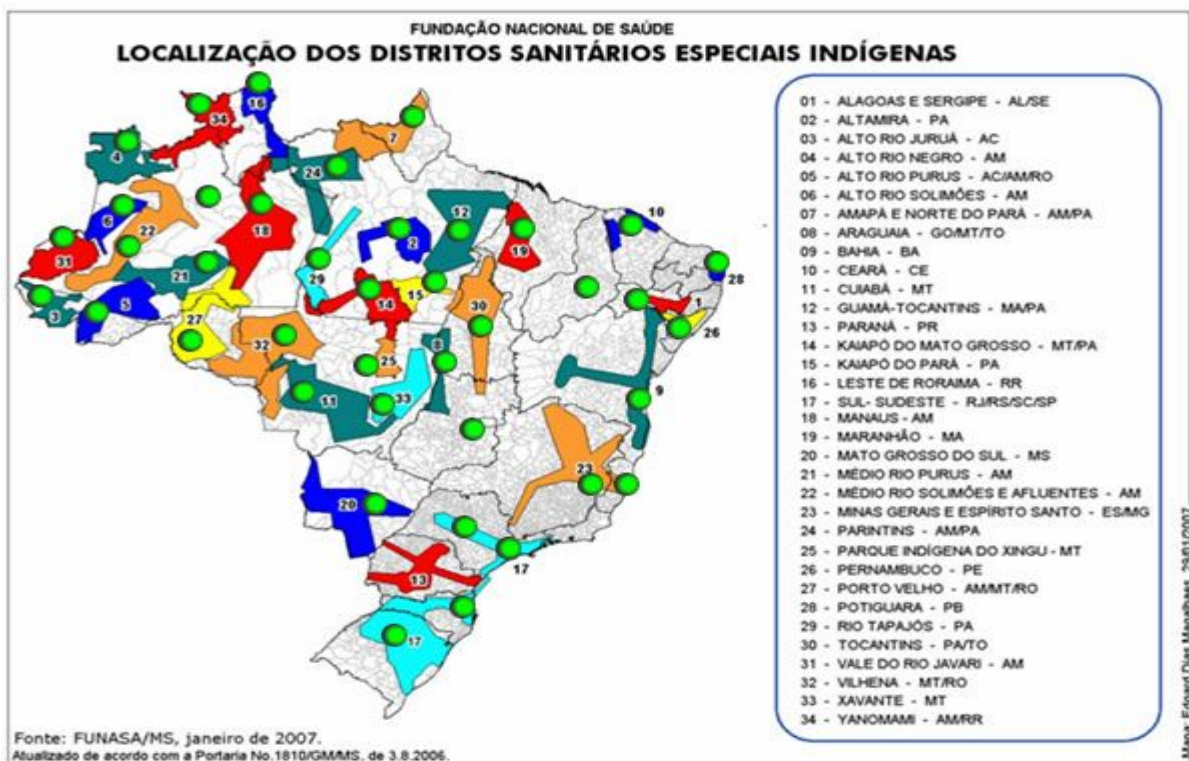 FUNDAÇÃO NACIONAL DE SAÚDE
LOCALIZAÇÃO DOS DISTRITOS SANITÁRIOS ESPECIAIS INDÍGENAS
34
16
4
7
24
6
22
18
12
2
19
10
28
31
21
29
3
5
27
14
15
30
1
26
32
25
8
11
33
9
23
20
17
13
17
01 - ALAGOAS E SERGIPE - AL/SE
02 - ALTAMIRA - PA
03 - ALTO RIO JURUÁ - AC
04 - ALTO RIO NEGRO - AM
05 - ALTO RIO PURUS - AC/AM/RO
06 - ALTO RIO SOLIMÕES - AM
07 - AMAPÁ E NORTE DO PARÁ - AM/PA
08 - ARAGUAIA - GO/MT/TO
09 - BAHIA - BA
10 - CEARÁ - CE
11 - CUIABÁ - MT
12 - GUAMÁ-TOCANTINS - MA/PA
13 - PARANÁ - PR
14 - KAIAPÓ DO MATO GROSSO - MT/PA
15 - KAIAPÓ DO PARÁ - PA
16 - LESTE DE RORAIMA - RR
17 - SUL- SUDESTE - RJ/RS/SC/SP
18 - MANAUS - AM
19 - MARANHÃO - MA
20 - MATO GROSSO DO SUL - MS
21 - MÉDIO RIO PURUS - AM
22 - MÉDIO RIO SOLIMÕES E AFLUENTES - AM
23 - MINAS GERAIS E ESPÍRITO SANTO - ES/MG
24 - PARINTINS - AM/PA
25 - PARQUE INDÍGENA DO XINGU - MT
26 - PERNAMBUCO - PE
27 - PORTO VELHO - AM/MT/RO
28 - POTIGUARA - PB
29 - RIO TAPAJÓS - PA
30 - TOCANTINS - PA/TO
31 - VALE DO RIO JAVARI - AM
32 - VILHENA - MT/RO
33 - XAVANTE - MT
34 - YANOMAMI - AM/RR
Mapa: Edgard Dias Magalhaes 29/01/2007
Fonte: FUNASA/MS, janeiro de 2007.
Atualizado de acordo com a Portaria No.1810/GM/MS, de 3.8.2006.